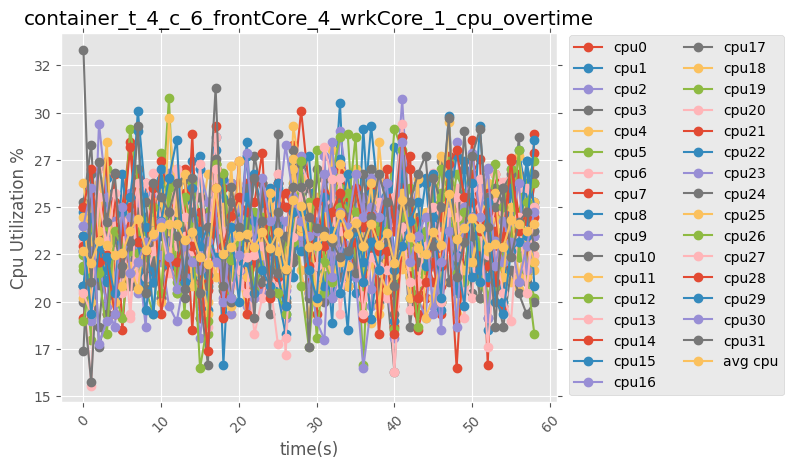 container_t_4_c_6_frontCore_4_wrkCore_1_cpu_overtime
Cpu Utilization %
32
30
27
25
22
20
17
15
0
10
20
30
40
50
60
time(s)
cpu0
cpu1
cpu2
cpu3
cpu4
cpu5
cpu6
cpu7
cpu8
cpu9
cpu10
cpu11
cpu12
cpu13
cpu14
cpu15
cpu16
cpu17
cpu18
cpu19
cpu20
cpu21
cpu22
cpu23
cpu24
cpu25
cpu26
cpu27
cpu28
cpu29
cpu30
cpu31
avg cpu